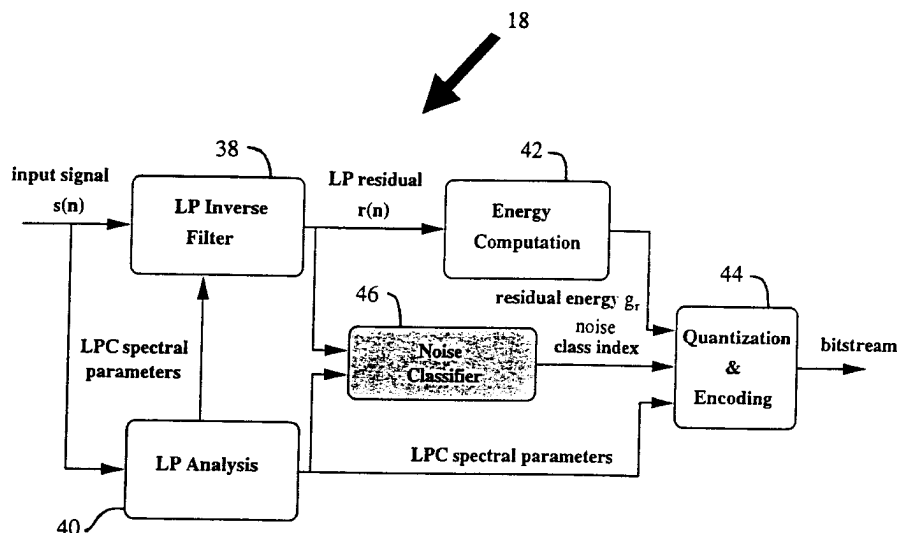 18
38
42
input signal
s(n)
LP Inverse
Filter
LP residual
r(n)
Energy
Computation
44
46
residual energy gr
noise
class index
LPC spectral
parameters
Noise
Classifier
Quantization
&
Encoding
bitstream
LP Analysis
LPC spectral parameters
40